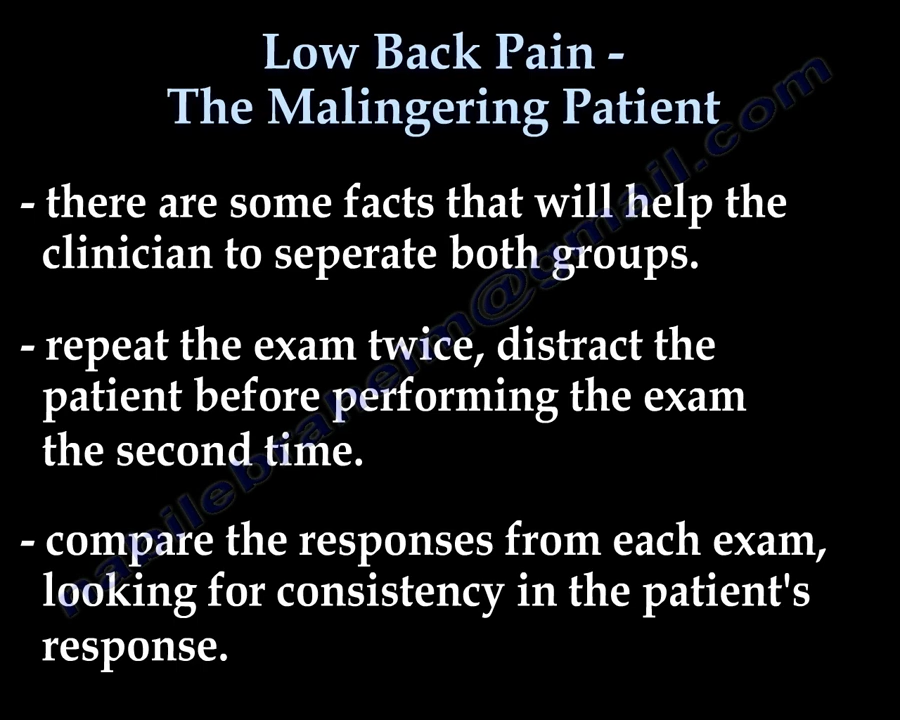 Low Back Pain -
The Malingering Patient
- there are some facts that will help the
clinician to seperate both groups.
- repeat the exam twice, distract the
patient before performing the exam
the second time.
- compare the responses from each exam,
looking for consistency in the patient's
response.